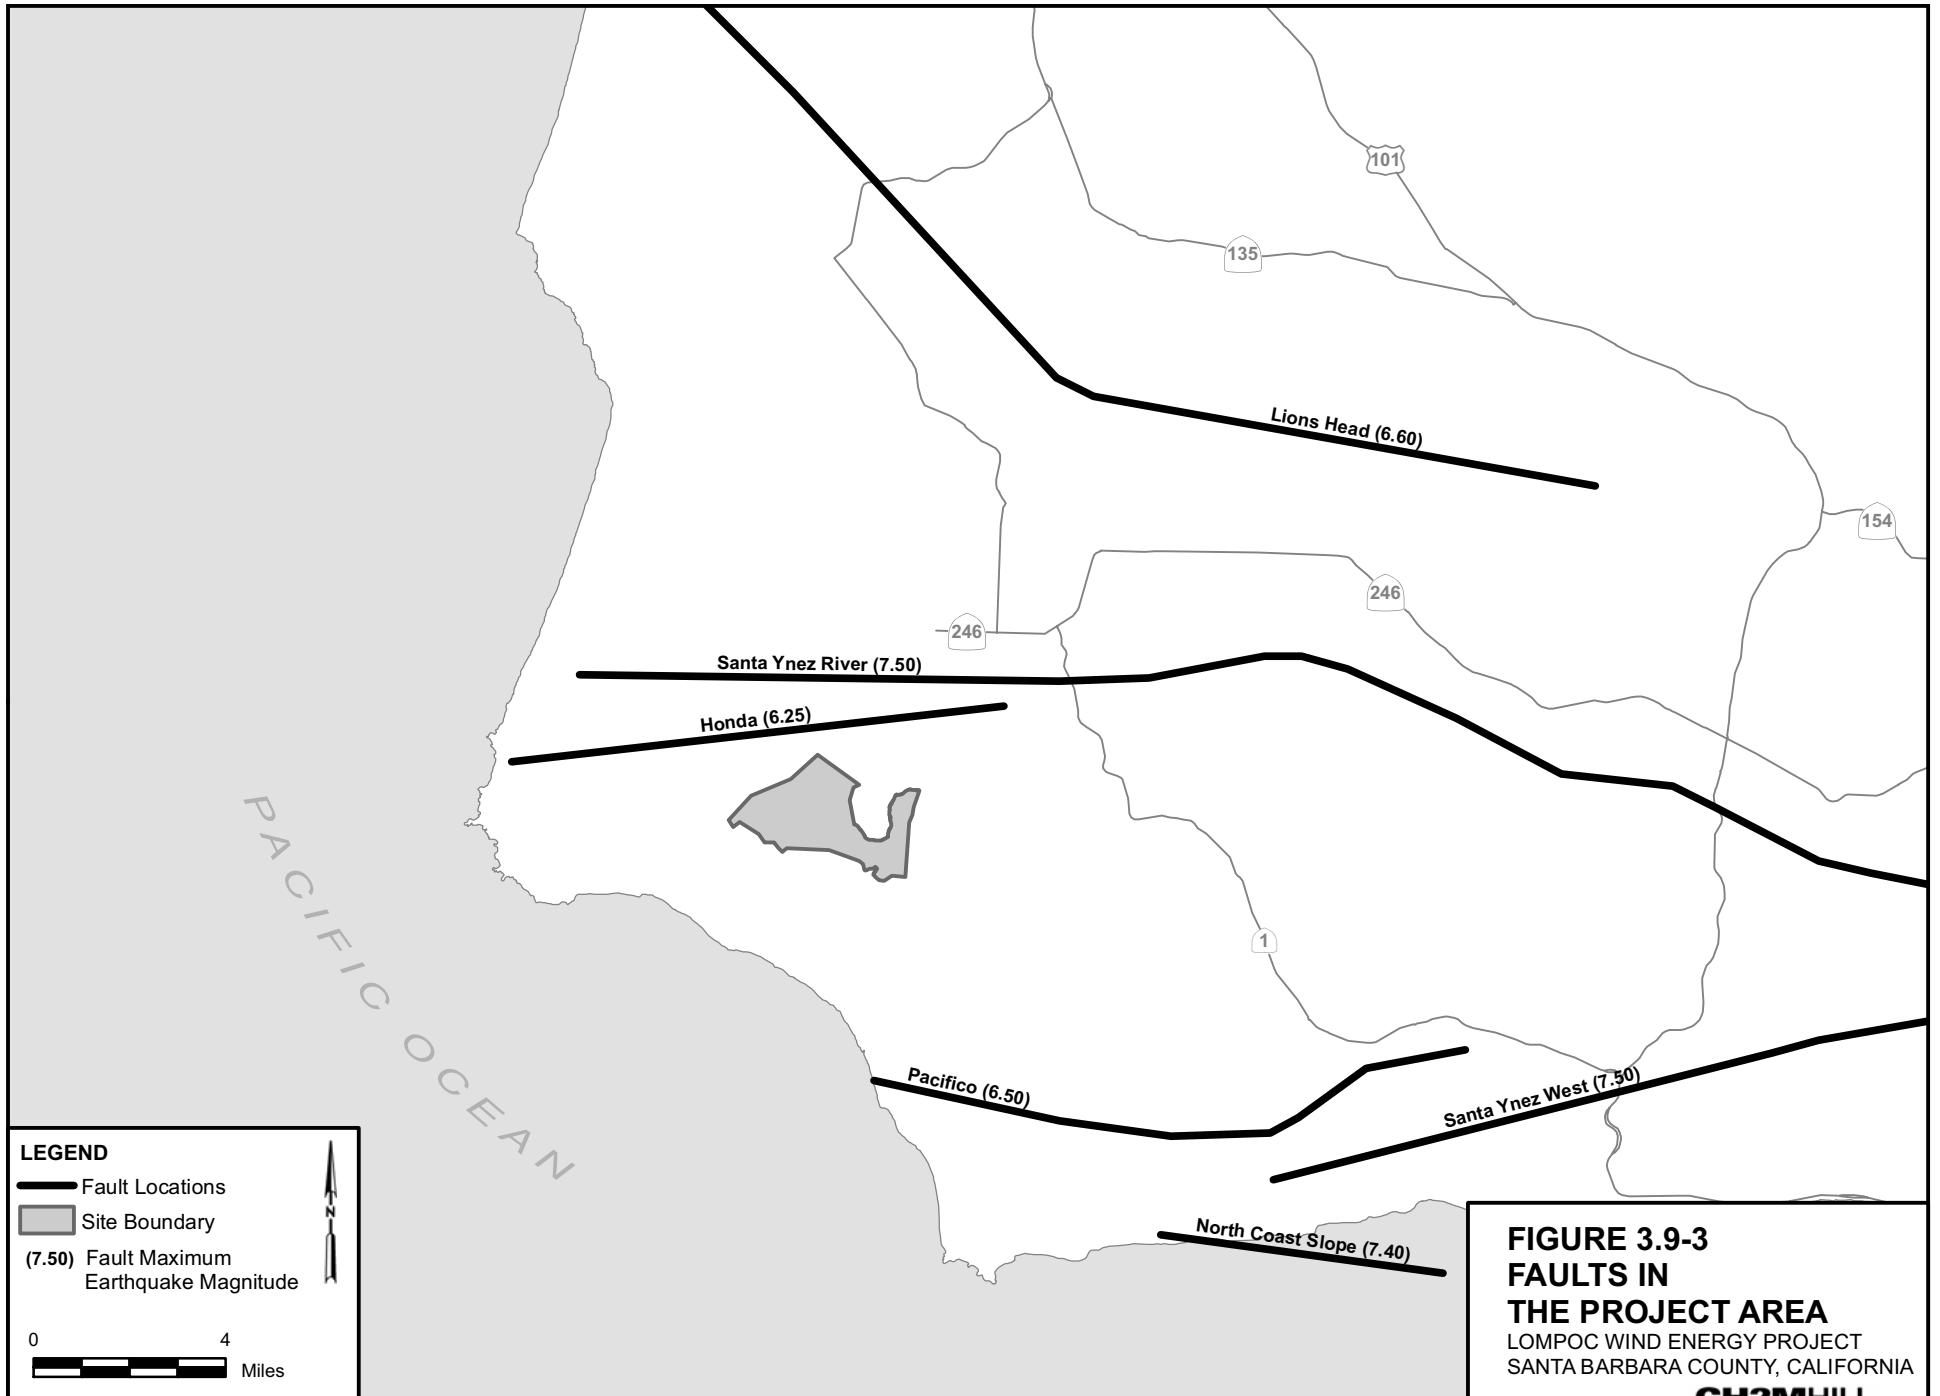 101
135
Lions Head (6.60)
154
246
246
Santa Ynez River (7.50)
Honda (6.25)
1
PACIFIC OCEAN
Pacifico (6.50)
Santa Ynez West (7.50)
North Coast Slope (7.40)
LEGEND
Fault Locations
Site Boundary
(7.50) Fault Maximum
Earthquake Magnitude
N
0 4
Miles
FIGURE 3.9-3
FAULTS IN
THE PROJECT AREA
LOMPOC WIND ENERGY PROJECT
SANTA BARBARA COUNTY, CALIFORNIA
CH2MHILL